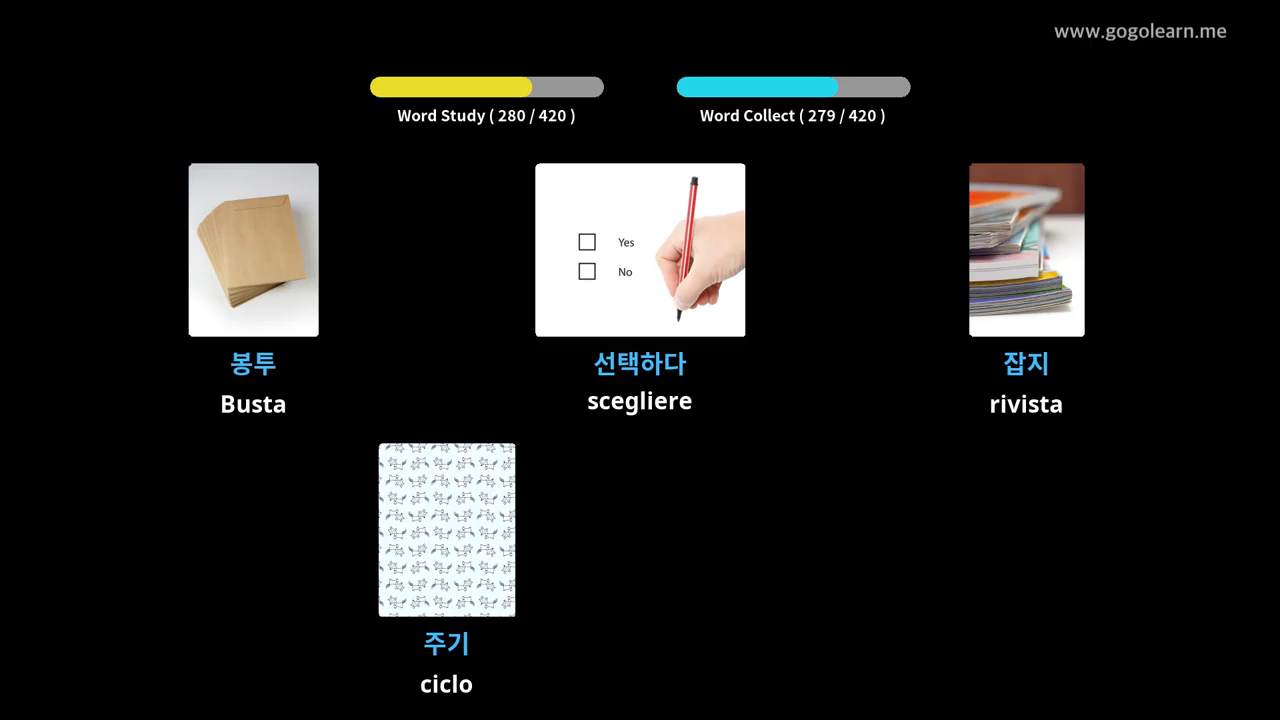 www.gogolearn.me
Word Study ( 280 / 420 )
Word Collect ( 279 / 420 )
Yes
No
봉투
Busta
선택하다
scegliere
잡지
rivista
주기
ciclo